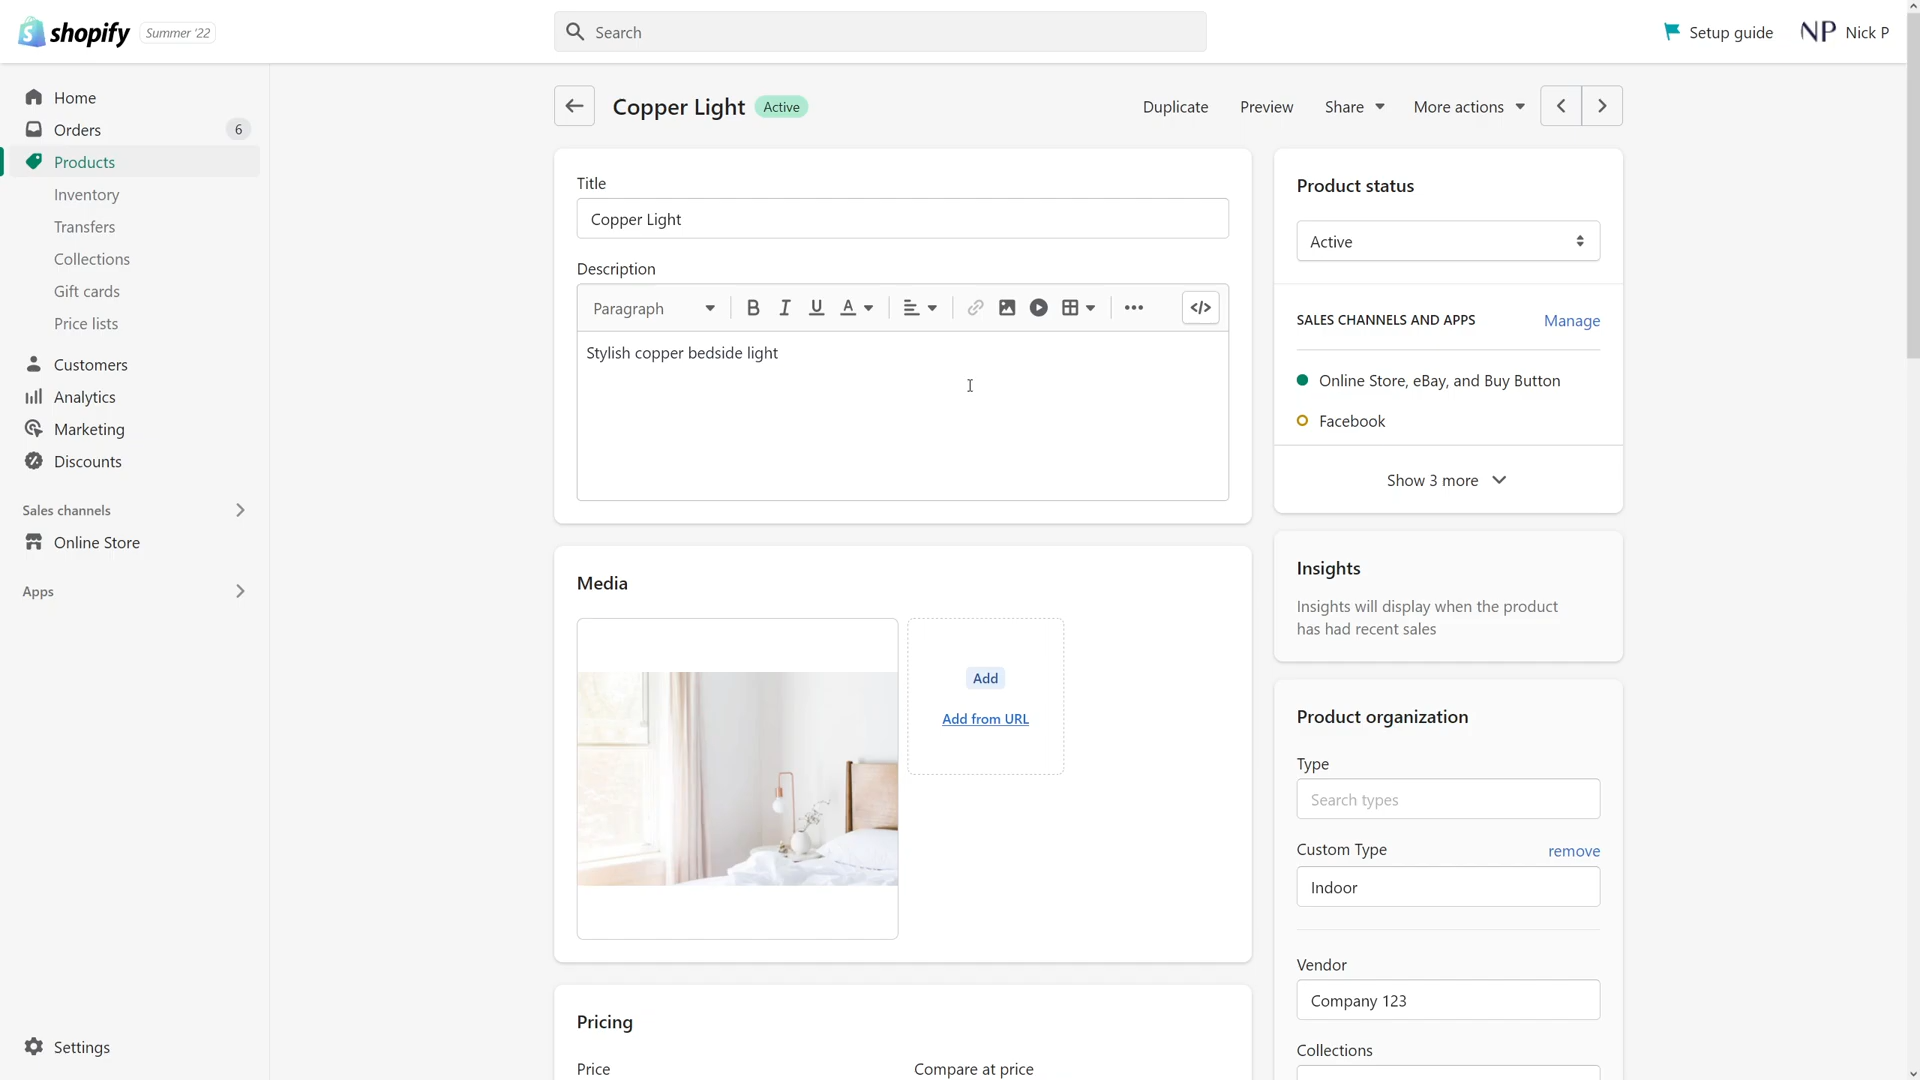 shopify Summer '22
Search
Setup guide
NP Nick P
Home
Orders 6
Products
Inventory
Transfers
Collections
Gift cards
Price lists
Customers
Analytics
Marketing
Discounts
Sales channels
Online Store
Apps
Settings
Copper Light Active
Duplicate Preview Share More actions
Title
Copper Light
Description
Paragraph B I U A </>
Stylish copper bedside light
Media
Add
Add from URL
Pricing
Price Compare at price
Product status
Active
SALES CHANNELS AND APPS Manage
Online Store, eBay, and Buy Button
Facebook
Show 3 more
Insights
Insights will display when the product
has had recent sales
Product organization
Type
Search types
Custom Type remove
Indoor
Vendor
Company 123
Collections